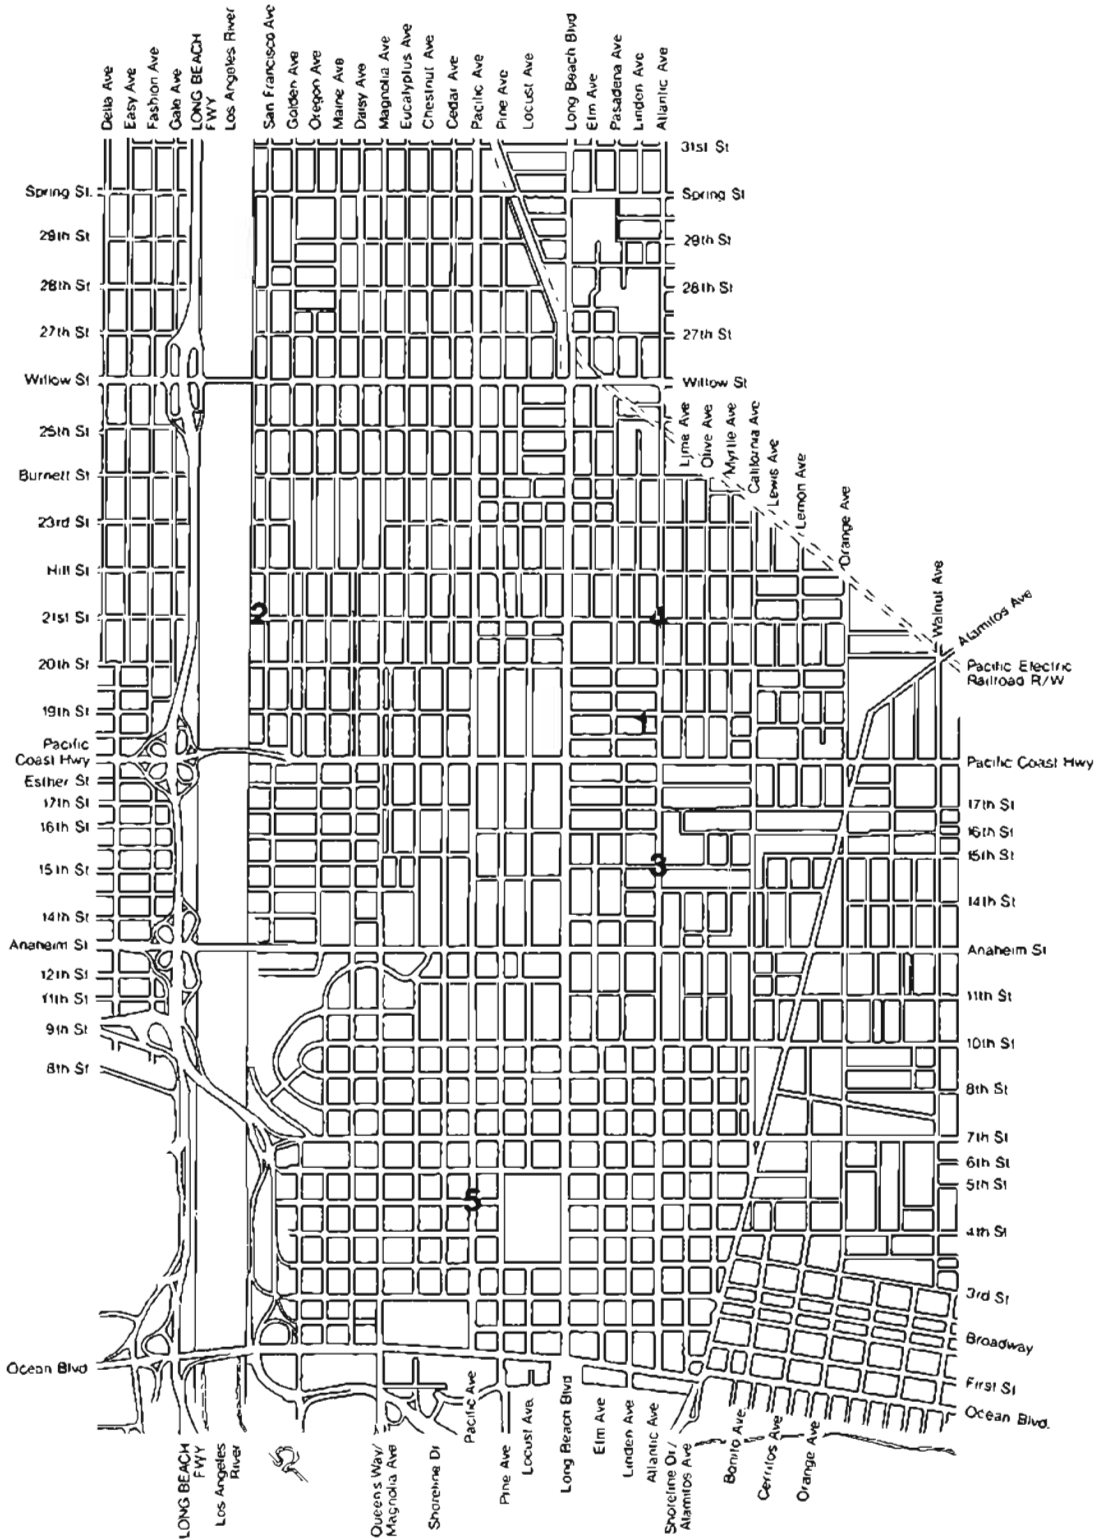 Delta Ave
Easy Ave
Fashion Ave
Gale Ave
LONG BEACH
FWY
Los Angeles River
San Francisco Ave
Golden Ave
Oregon Ave
Maine Ave
Daisy Ave
Magnolia Ave
Eucalyptus Ave
Chestnut Ave
Cedar Ave
Pacific Ave
Pine Ave
Locust Ave
Long Beach Blvd
Elm Ave
Pasadena Ave
Linden Ave
Atlantic Ave
31st St
Spring St.
Spring St
29th St
29th St
28th St
28th St
27th St
27th St
Willow St
Willow St
Lime Ave
Olive Ave
Myrtle Ave
California Ave
Lewis Ave
Lemon Ave
Orange Ave
Walnut Ave
Alamitos Ave
25th St
Burnett St
23rd St
Hill St
21st St
2
4
20th St
Pacific Electric
Railroad R/W
19th St
1
Pacific
Coast Hwy
Pacific Coast Hwy
Esther St
17th St
17th St
16th St
16th St
15th St
15th St
3
14th St
14th St
Anaheim St
Anaheim St
12th St
11th St
11th St
9th St
10th St
8th St
8th St
7th St
6th St
5th St
5
4th St
3rd St
Broadway
Ocean Blvd
First St
Ocean Blvd.
LONG BEACH
FWY
Los Angeles
River
Queens Way/
Magnolia Ave
Shoreline Dr
Pacific Ave
Pine Ave
Locust Ave.
Long Beach Blvd
Elm Ave
Linden Ave
Atlantic Ave
Shoreline Dr/
Alamitos Ave
Bonito Ave
Cerritos Ave
Orange Ave